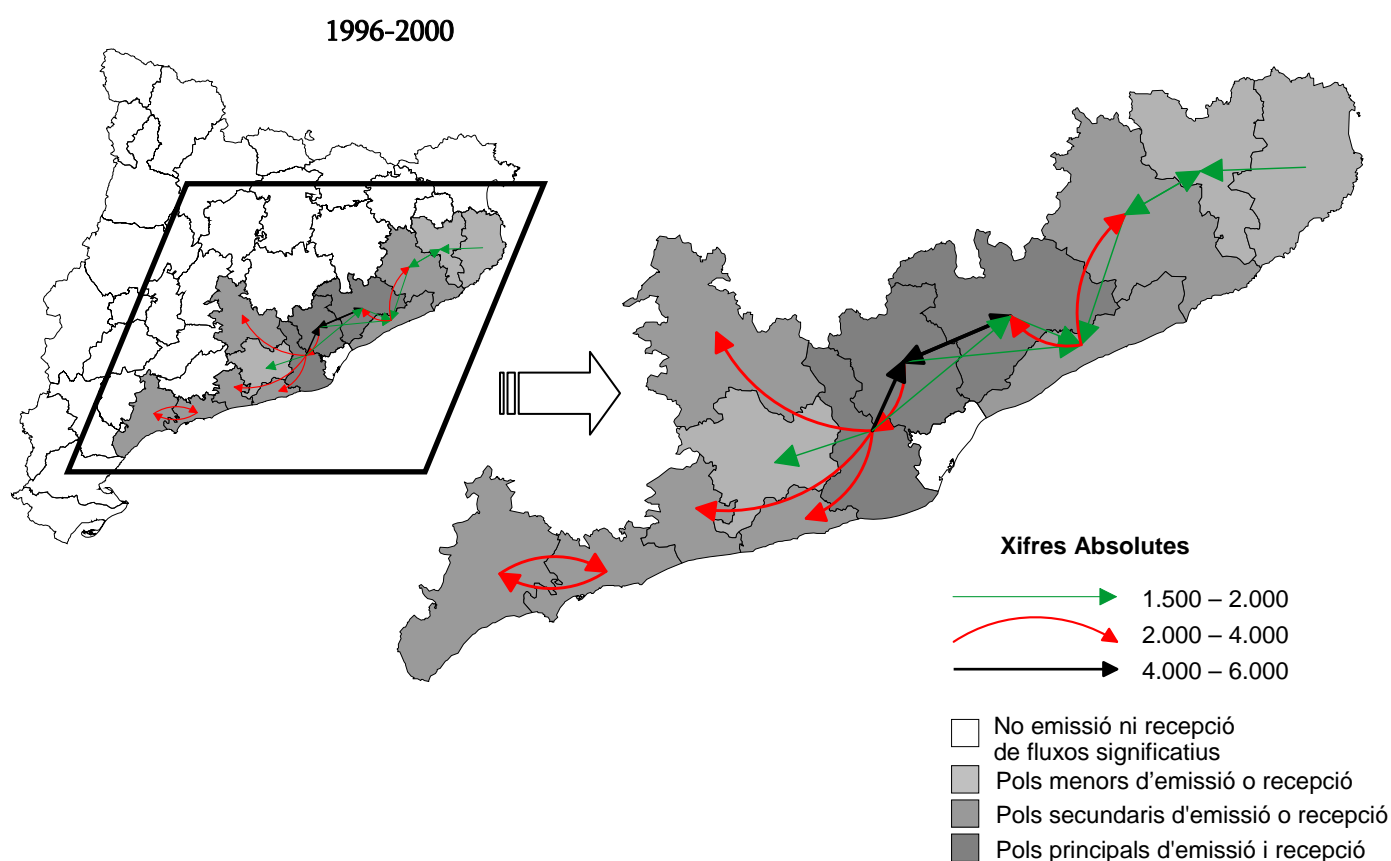 1996-2000
Xifres Absolutes
1.500 – 2.000
2.000 – 4.000
4.000 – 6.000
No emissió ni recepció
de fluxos significatius
Pols menors d’emissió o recepció
Pols secundaris d'emissió o recepció
Pols principals d'emissió i recepció